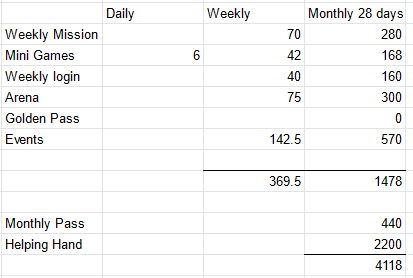 Daily Weekly Monthly 28 days
Weekly Mission 70 280
Mini Games 6 42 168
Weekly login 40 160
Arena 75 300
Golden Pass 0
Events 142.5 570
369.5 1478
Monthly Pass 440
Helping Hand 2200
4118